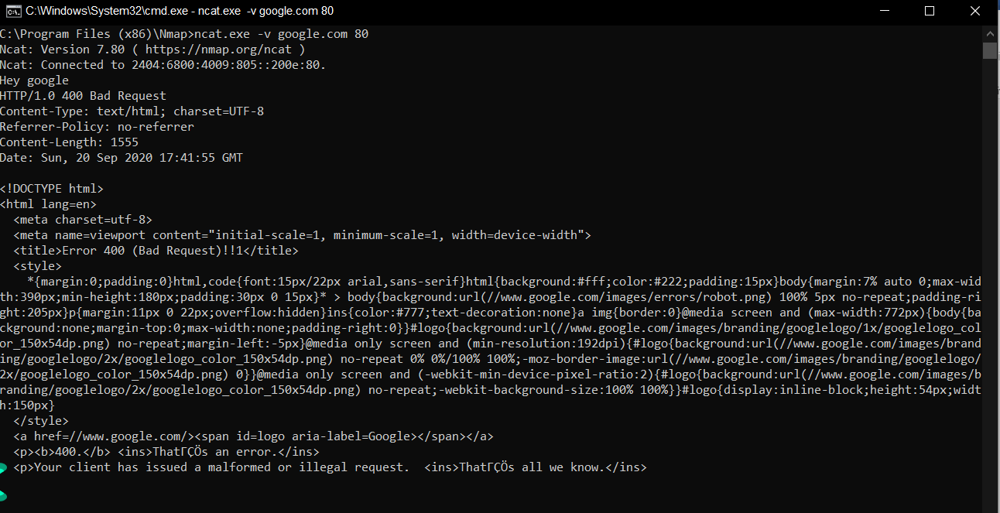 C:\Windows\System32\cmd.exe - ncat.exe  -v google.com 80
C:\Program Files (x86)\Nmap>ncat.exe -v google.com 80
Ncat: Version 7.80 ( https://nmap.org/ncat )
Ncat: Connected to 2404:6800:4009:805::200e:80.
Hey google
HTTP/1.0 400 Bad Request
Content-Type: text/html; charset=UTF-8
Referrer-Policy: no-referrer
Content-Length: 1555
Date: Sun, 20 Sep 2020 17:41:55 GMT

<!DOCTYPE html>
<html lang=en>
  <meta charset=utf-8>
  <meta name=viewport content="initial-scale=1, minimum-scale=1, width=device-width">
  <title>Error 400 (Bad Request)!!1</title>
  <style>
    *{margin:0;padding:0}html,code{font:15px/22px arial,sans-serif}html{background:#fff;color:#222;padding:15px}body{margin:7% auto 0;max-wid
th:390px;min-height:180px;padding:30px 0 15px}* > body{background:url(//www.google.com/images/errors/robot.png) 100% 5px no-repeat;padding-ri
ght:205px}p{margin:11px 0 22px;overflow:hidden}ins{color:#777;text-decoration:none}a img{border:0}@media screen and (max-width:772px){body{ba
ckground:none;margin-top:0;max-width:none;padding-right:0}}#logo{background:url(//www.google.com/images/branding/googlelogo/1x/googlelogo_col
or_150x54dp.png) no-repeat;margin-left:-5px}@media only screen and (min-resolution:192dpi){#logo{background:url(//www.google.com/images/brand
ing/googlelogo/2x/googlelogo_color_150x54dp.png) no-repeat 0% 0%/100% 100%;-moz-border-image:url(//www.google.com/images/branding/googlelogo/
2x/googlelogo_color_150x54dp.png) 0}}@media only screen and (-webkit-min-device-pixel-ratio:2){#logo{background:url(//www.google.com/images/b
randing/googlelogo/2x/googlelogo_color_150x54dp.png) no-repeat;-webkit-background-size:100% 100%}}#logo{display:inline-block;height:54px;widt
h:150px}
  </style>
  <a href=//www.google.com/><span id=logo aria-label=Google></span></a>
  <p><b>400.</b> <ins>ThatΓÇÖs an error.</ins>
  <p>Your client has issued a malformed or illegal request.  <ins>ThatΓÇÖs all we know.</ins>